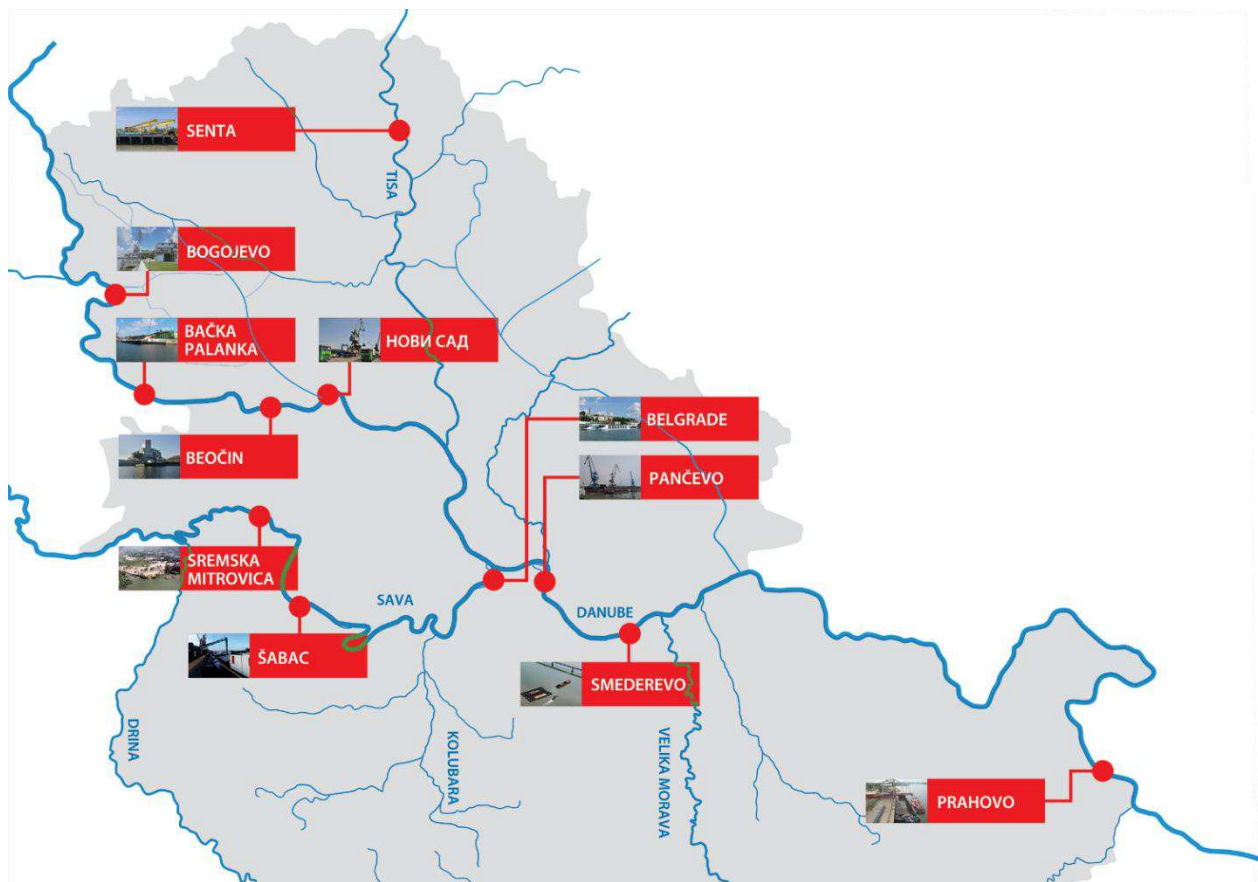 SENTA
TISA
BOGOJEVO
BAČKA
PALANKA
НОВИ САД
BELGRADE
BEOČIN
PANČEVO
SREMSKA
MITROVICA
SAVA
DANUBE
ŠABAC
SMEDEREVO
DRINA
KOLUBARA
VELIKA MORAVA
PRAHOVO